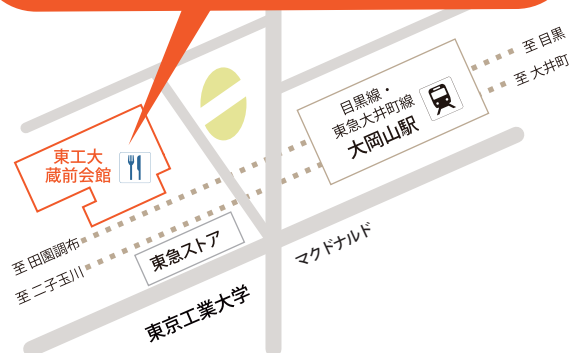 至 目黒
至 大井町
目黒線・
東急大井町線
大岡山駅
東工大
蔵前会館
至 田園調布
至 二子玉川
東急ストア
マクドナルド
東京工業大学